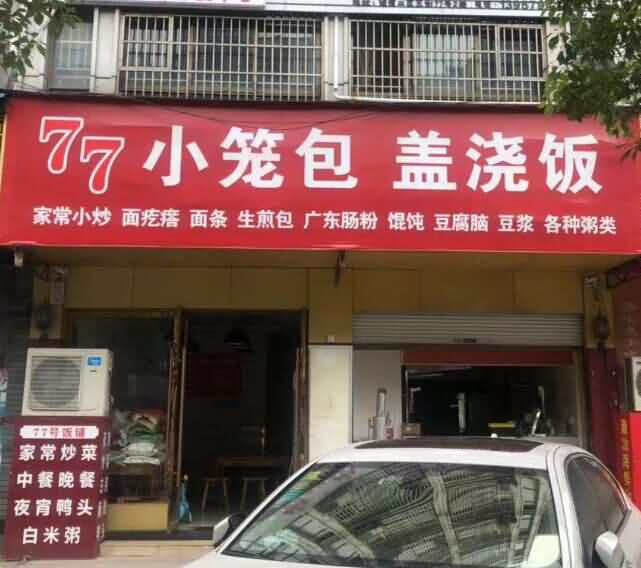 77 小笼包 盖浇饭
家常小炒 面疙瘩 面条 生煎包 广东肠粉 馄饨 豆腐脑 豆浆 各种粥类
77号饭铺
家常炒菜
中餐晚餐
夜宵鸭头
白米粥